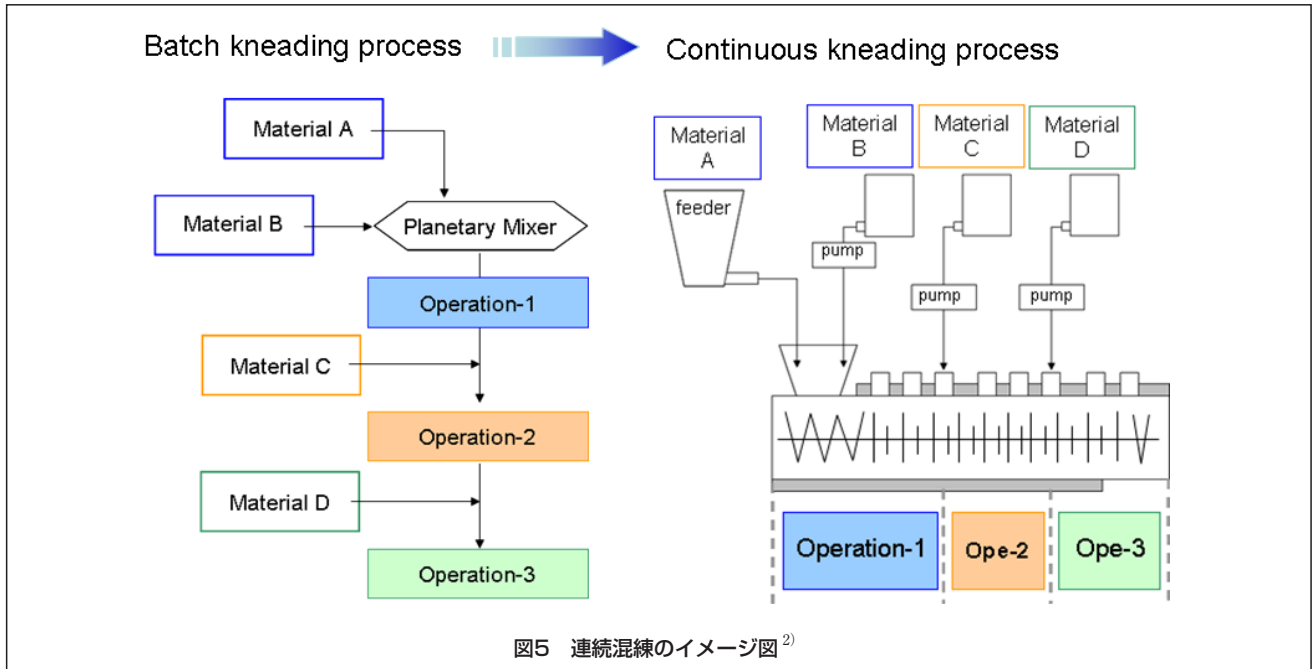 Batch kneading process
Continuous kneading process
Material A
Material B
Planetary Mixer
Operation-1
Material C
Operation-2
Material D
Operation-3
Material
A
Material
B
Material
C
Material
D
feeder
pump
pump
pump
Operation-1
Ope-2
Ope-3
図5 連続混練のイメージ図2)